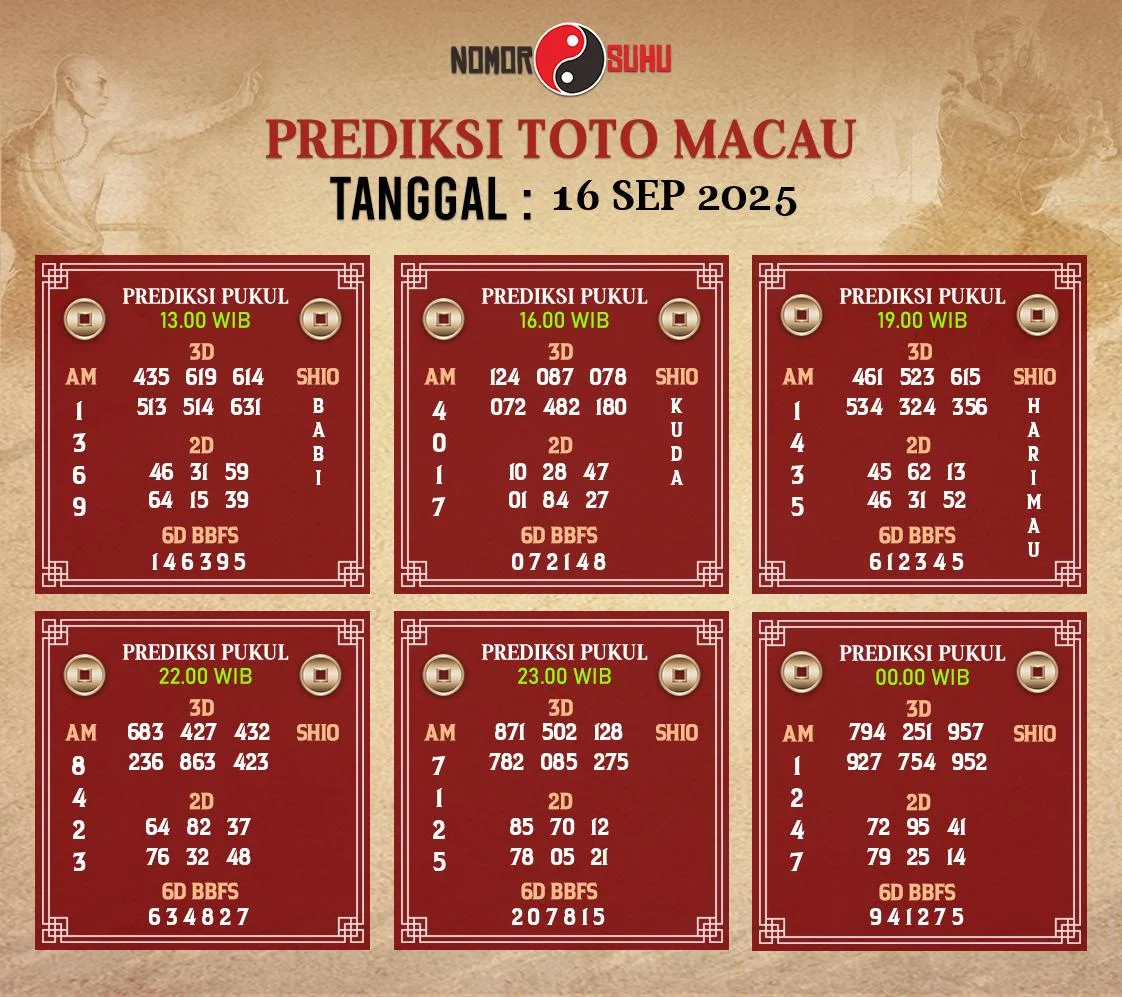 NOMOR SUHU
PREDIKSI TOTO MACAU
TANGGAL : 16 SEP 2025
PREDIKSI PUKUL
13.00 WIB
3D
AM
435 619 614
513 514 631
SHIO
BABI
1
3
6
9
2D
46 31 59
64 15 39
6D BBFS
146395
PREDIKSI PUKUL
16.00 WIB
3D
AM
124 087 078
072 482 180
SHIO
KUDA
4
0
1
7
2D
10 28 47
01 84 27
6D BBFS
072148
PREDIKSI PUKUL
19.00 WIB
3D
AM
461 523 615
534 324 356
SHIO
HARIMAU
1
4
3
5
2D
45 62 13
46 31 52
6D BBFS
612345
PREDIKSI PUKUL
22.00 WIB
3D
AM
683 427 432
236 863 423
SHIO
8
4
2
3
2D
64 82 37
76 32 48
6D BBFS
634827
PREDIKSI PUKUL
23.00 WIB
3D
AM
871 502 128
782 085 275
SHIO
7
1
2
5
2D
85 70 12
78 05 21
6D BBFS
207815
PREDIKSI PUKUL
00.00 WIB
3D
AM
794 251 957
927 754 952
SHIO
1
2
4
7
2D
72 95 41
79 25 14
6D BBFS
941275